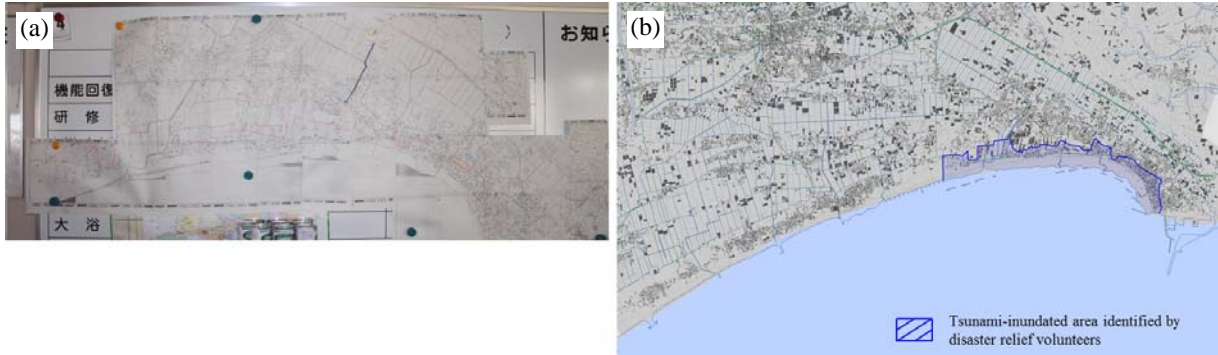 (a)
お知ら
機能回復
研 修
大 浴
(b)
Tsunami-inundated area identified by
disaster relief volunteers